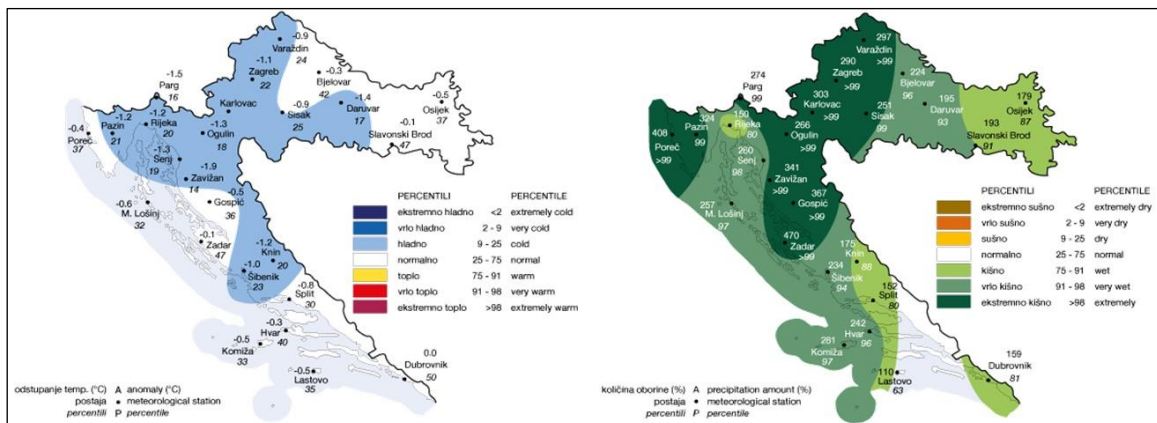 -0.9
Varaždin
24
-1.1
Zagreb
22
-0.3
Bjelovar
42
-1.5
Parg
16
-1.4
Daruvar
17
-0.5
Osijek
37
Karlovac
-0.9
Sisak
25
-0.1
Slavonski Brod
47
-0.4
Poreč
37
-1.2
Pazin
21
-1.2
Rijeka
20
-1.3
Ogulin
18
-1.3
Senj
19
-1.9
Zavižan
14
-0.5
Gospić
36
-0.6
M. Lošinj
32
-0.1
Zadar
47
-1.2
Knin
20
-1.0
Šibenik
23
-0.8
Split
30
-0.3
Hvar
40
-0.5
Komiža
33
-0.5
Lastovo
35
0.0
Dubrovnik
50
PERCENTILI PERCENTILE
ekstremno hladno <2 extremely cold
vrlo hladno 2 - 9 very cold
hladno 9 - 25 cold
normalno 25 - 75 normal
toplo 75 - 91 warm
vrlo toplo 91 - 98 very warm
ekstremno toplo >98 extremely warm
odstupanje temp. (°C) A anomaly (°C)
postaja • meteorological station
percentili P percentile
297
Varaždin
>99
290
Zagreb
>99
224
Bjelovar
96
274
Parg
99
303
Karlovac
>99
251
Sisak
99
195
Daruvar
93
179
Osijek
87
193
Slavonski Brod
91
408
Poreč
>99
324
Pazin
99
159
Rijeka
80
266
Ogulin
>99
260
Senj
98
341
Zavižan
>99
367
Gospić
>99
257
M. Lošinj
97
470
Zadar
>99
175
Knin
88
234
Šibenik
94
152
Split
80
242
Hvar
96
281
Komiža
97
110
Lastovo
63
159
Dubrovnik
81
PERCENTILI PERCENTILE
ekstremno sušno <2 extremely dry
vrlo sušno 2 - 9 very dry
sušno 9 - 25 dry
normalno 25 - 75 normal
kišno 75 - 91 wet
vrlo kišno 91 - 98 very wet
ekstremno kišno >98 extremely
količina oborine (%) A precipitation amount (%)
postaja • meteorological station
percentili P percentile